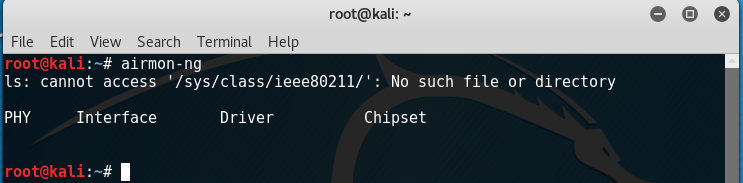 root@kali: ~
File Edit View Search Terminal Help
root@kali:~# airmon-ng
ls: cannot access '/sys/class/ieee80211/': No such file or directory
PHY Interface Driver Chipset
root@kali:~#